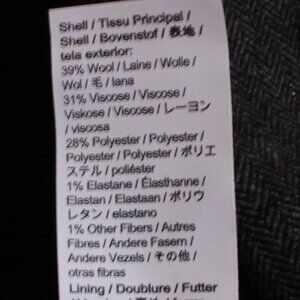 Shell / Tissu Principal /
Shell / Bovenstof / 表地 /
tela exterior:
39% Wool / Laine / Wolle /
Wol / 毛 / lana
31% Viscose / Viscose /
Viskose / Viscose / レーヨン
/ viscosa
28% Polyester / Polyester /
Polyester / Polyester / ポリエ
ステル / poliéster
1% Elastane / Élasthanne /
Elastan / Elastaan / ポリウ
レタン / elastano
1% Other Fibres / Autres
Fibres / Andere Fasern /
Andere Vezels / その他 /
otras fibras
Lining / Doublure / Futter